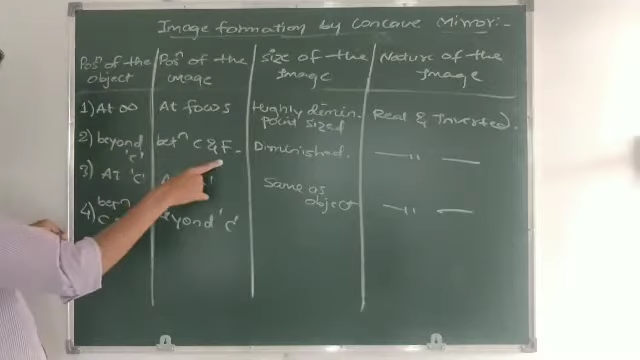 Image formation by Concave Mirror:-
Posⁿ of the object
Posⁿ of the image
Size of the Image
Nature of the Image
1) At ∞
At focus
Highly dimin. point sized
Real & Inverted.
2) beyond 'c'
betⁿ C & F -
Diminished.
—〃—
3) At 'c'
Same as object
—〃—
4) betⁿ
beyond 'c'